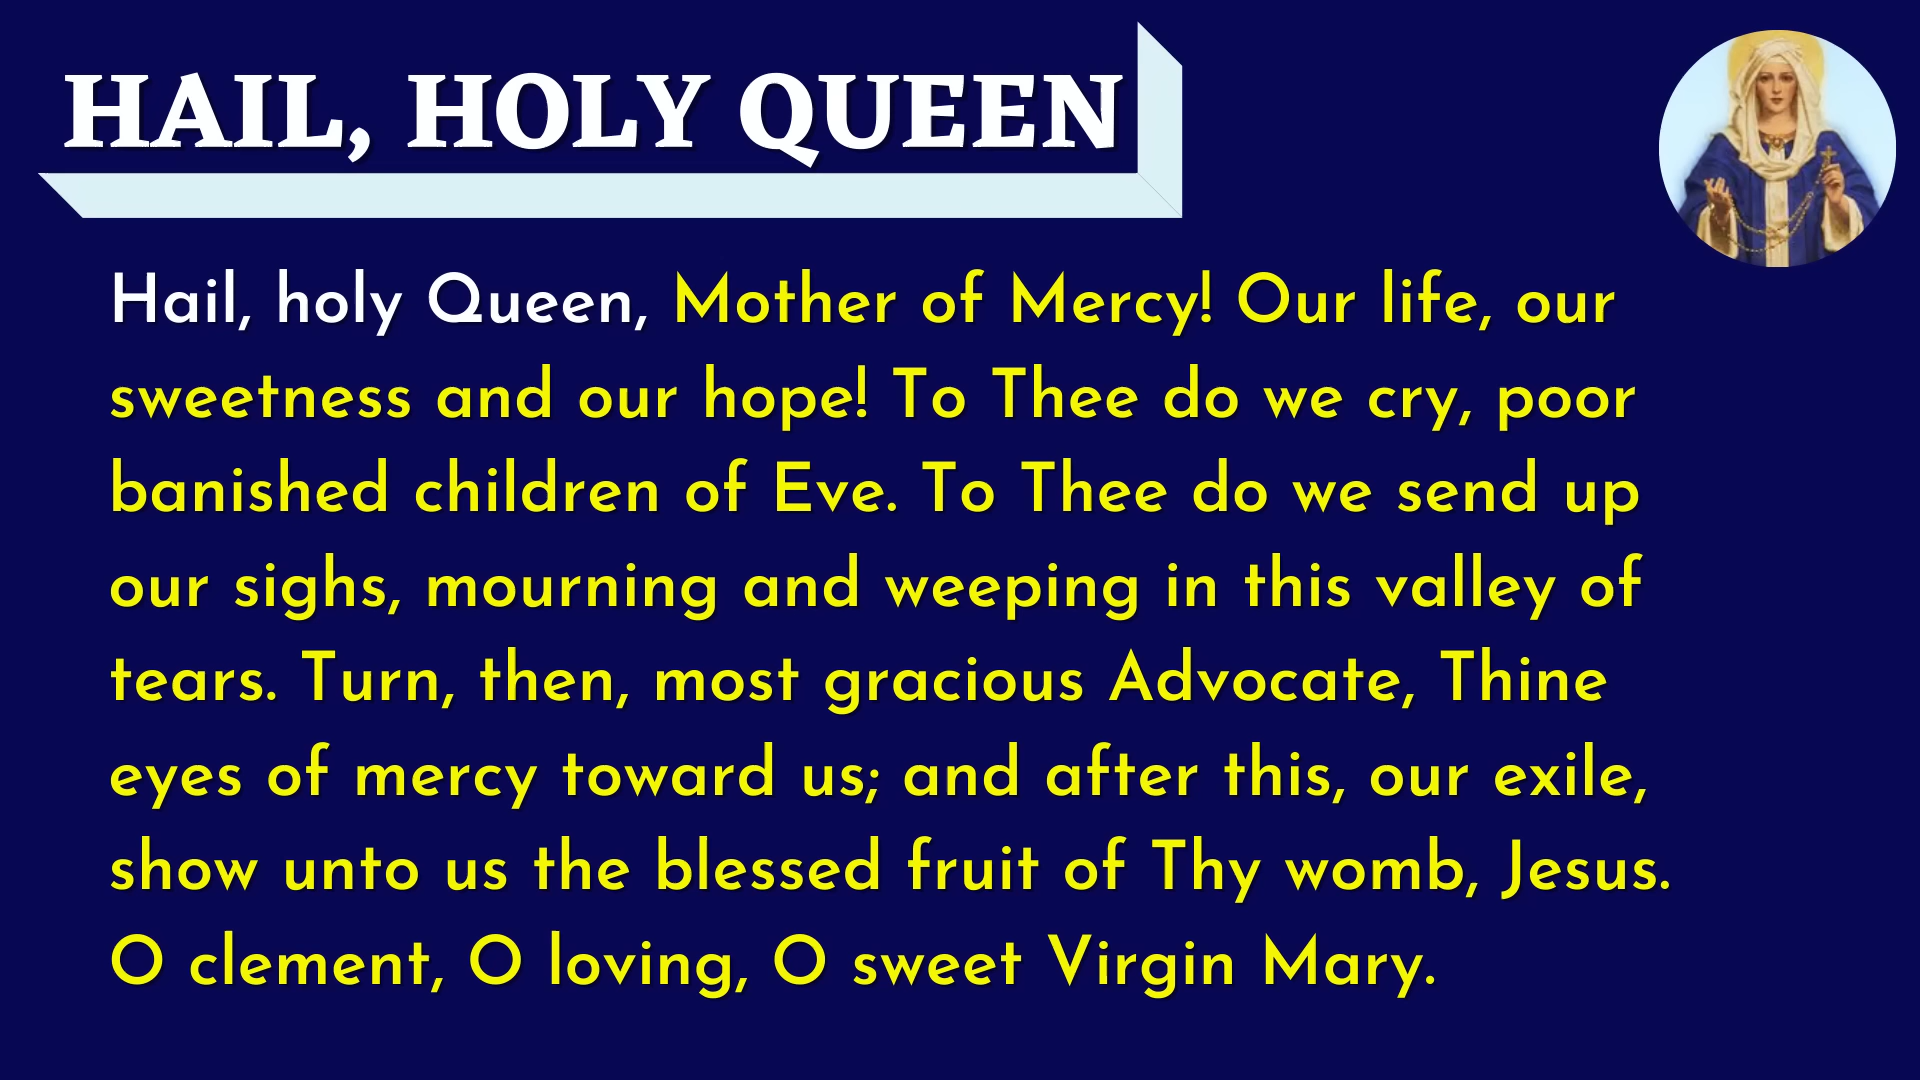 HAIL, HOLY QUEEN
Hail, holy Queen, Mother of Mercy! Our life, our
sweetness and our hope! To Thee do we cry, poor
banished children of Eve. To Thee do we send up
our sighs, mourning and weeping in this valley of
tears. Turn, then, most gracious Advocate, Thine
eyes of mercy toward us; and after this, our exile,
show unto us the blessed fruit of Thy womb, Jesus.
O clement, O loving, O sweet Virgin Mary.